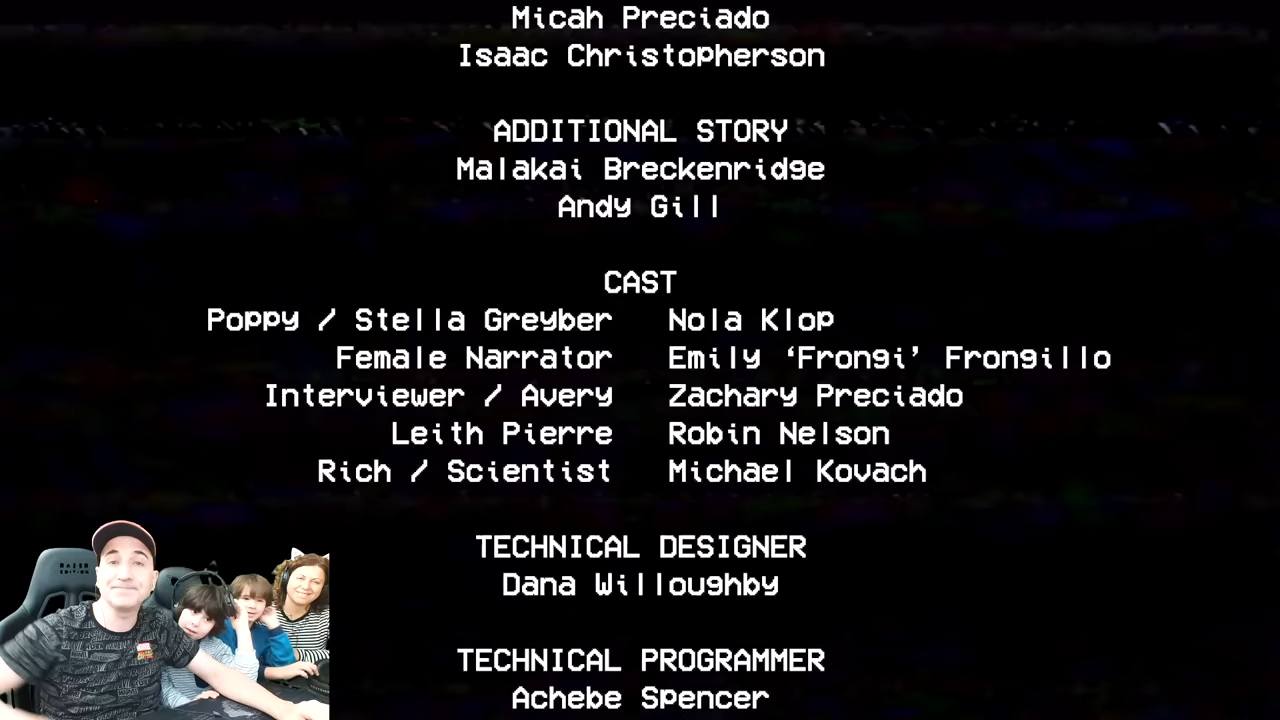 Micah Preciado
Isaac Christopherson
ADDITIONAL STORY
Malakai Breckenridge
Andy Gill
CAST
Poppy / Stella Greyber Nola Klop
Female Narrator Emily ‘Frongi’ Frongillo
Interviewer / Avery Zachary Preciado
Leith Pierre Robin Nelson
Rich / Scientist Michael Kovach
TECHNICAL DESIGNER
Dana Willoughby
TECHNICAL PROGRAMMER
Achebe Spencer